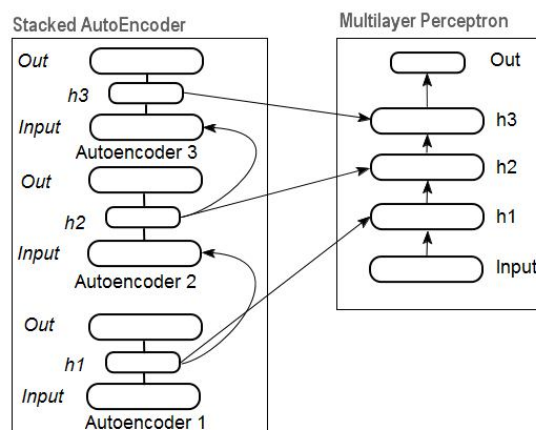 Stacked AutoEncoder
Out
h3
Input
Autoencoder 3
Out
h2
Input
Autoencoder 2
Out
h1
Input
Autoencoder 1
Multilayer Perceptron
Out
h3
h2
h1
Input